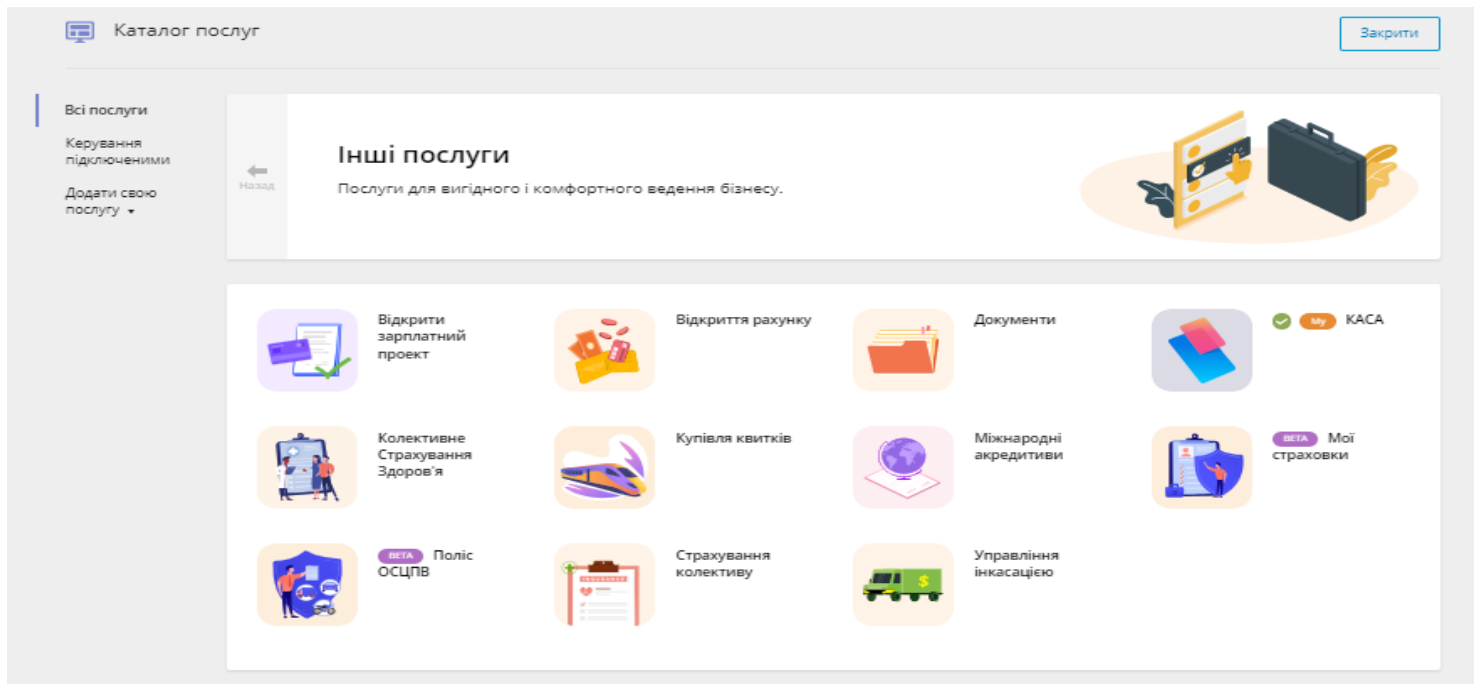 Каталог послуг
Закрити
Всі послуги
Керування
підключеними
Додати свою
послугу
Назад
Інші послуги
Послуги для вигідного і комфортного ведення бізнесу.
Відкрити
зарплатний
проект
Відкриття рахунку
Документи
My КАСА
Колективне
Страхування
Здоров'я
Купівля квитків
Міжнародні
акредитиви
BETA Мої
страховки
BETA Поліс
ОСЦПВ
INSURANCE
Страхування
колективу
$
Управління
інкасацією